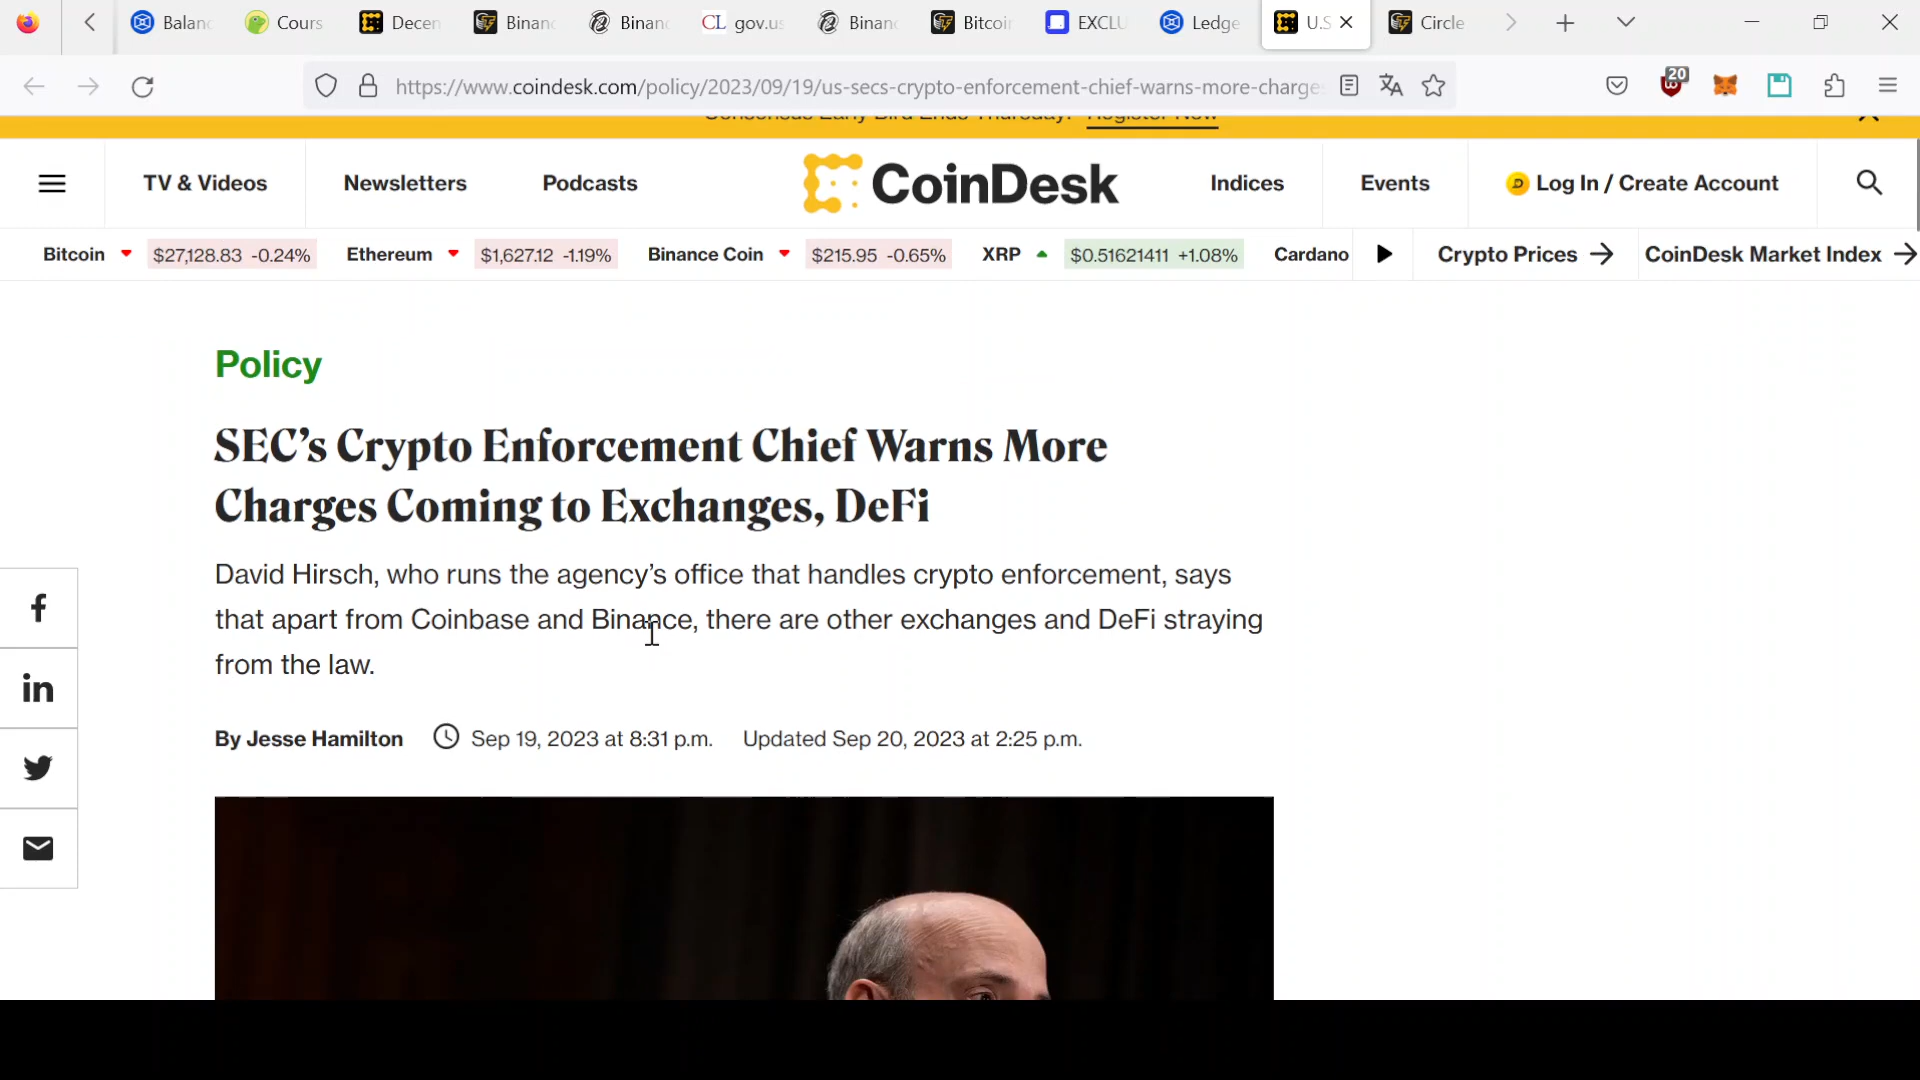 Balanc
Cours
Decen
Binanc
Binanc
CL gov.us
Binanc
Bitcoin
EXCLU
Ledge
U.S
Circle
https://www.coindesk.com/policy/2023/09/19/us-secs-crypto-enforcement-chief-warns-more-charges
20
Consensus Early Bird Ends Thursday! Register Now
TV & Videos
Newsletters
Podcasts
CoinDesk
Indices
Events
Log In / Create Account
Bitcoin $27,128.83 -0.24%
Ethereum $1,627.12 -1.19%
Binance Coin $215.95 -0.65%
XRP $0.51621411 +1.08%
Cardano
Crypto Prices
CoinDesk Market Index
Policy
SEC’s Crypto Enforcement Chief Warns More
Charges Coming to Exchanges, DeFi
David Hirsch, who runs the agency’s office that handles crypto enforcement, says
that apart from Coinbase and Binance, there are other exchanges and DeFi straying
from the law.
By Jesse Hamilton
Sep 19, 2023 at 8:31 p.m.
Updated Sep 20, 2023 at 2:25 p.m.